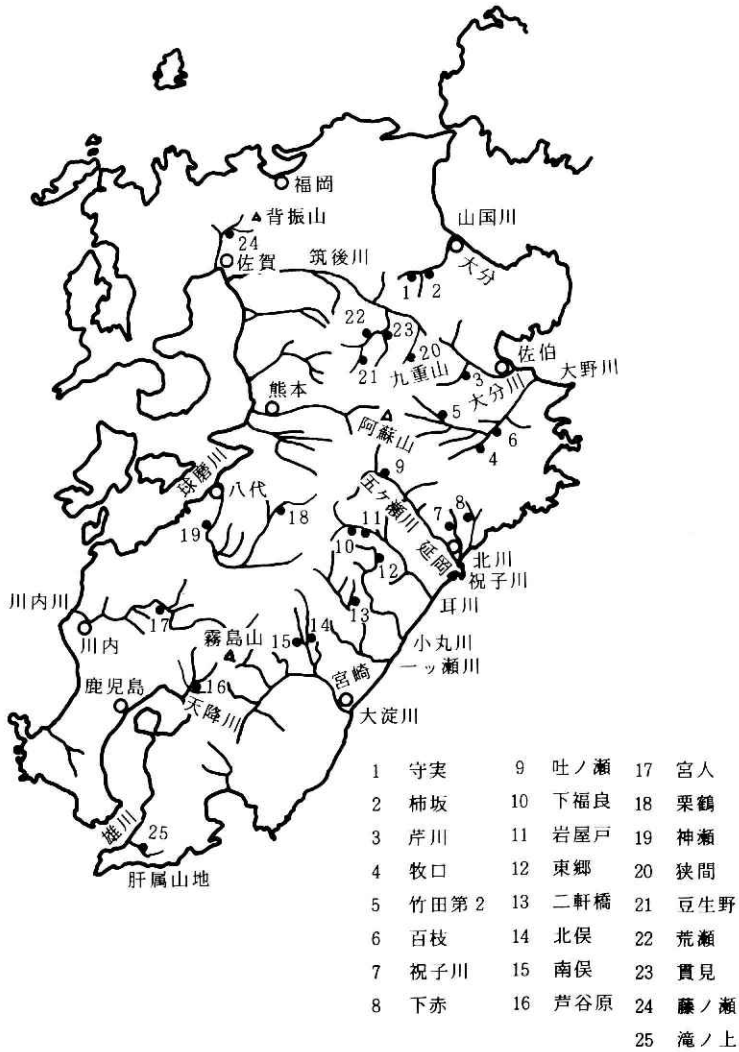 福岡
背振山
24
佐賀
筑後川
山国川
大分
1
2
22
23
21
20
九重山
3
大分川
佐伯
大野川
熊本
阿蘇山
5
6
4
球磨川
八代
18
19
9
五ヶ瀬川
7
8
延岡
北川
祝子川
10
11
12
耳川
13
小丸川
一ッ瀬川
川内川
川内
17
霧島山
15
14
鹿児島
16
天降川
宮崎
大淀川
雄川
25
肝属山地
1 守実
2 柿坂
3 芹川
4 牧口
5 竹田第2
6 百枝
7 祝子川
8 下赤
9 吐ノ瀬
10 下福良
11 岩屋戸
12 東郷
13 二軒橋
14 北俣
15 南俣
16 芦谷原
17 宮人
18 栗鶴
19 神瀬
20 狭間
21 豆生野
22 荒瀬
23 貫見
24 藤ノ瀬
25 滝ノ上